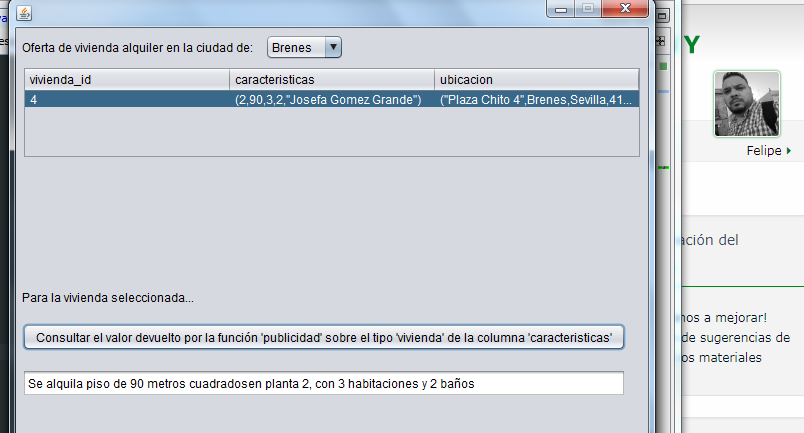 Oferta de vivienda alquiler en la ciudad de: Brenes
vivienda_id caracteristicas ubicacion
4 (2,90,3,2,"Josefa Gomez Grande") ("Plaza Chito 4",Brenes,Sevilla,41...
Para la vivienda seleccionada...
Consultar el valor devuelto por la función 'publicidad' sobre el tipo 'vivienda' de la columna 'caracteristicas'
Se alquila piso de 90 metros cuadradosen planta 2, con 3 habitaciones y 2 baños
Y
Felipe
ación del
nos a mejorar!
de sugerencias de
os materiales